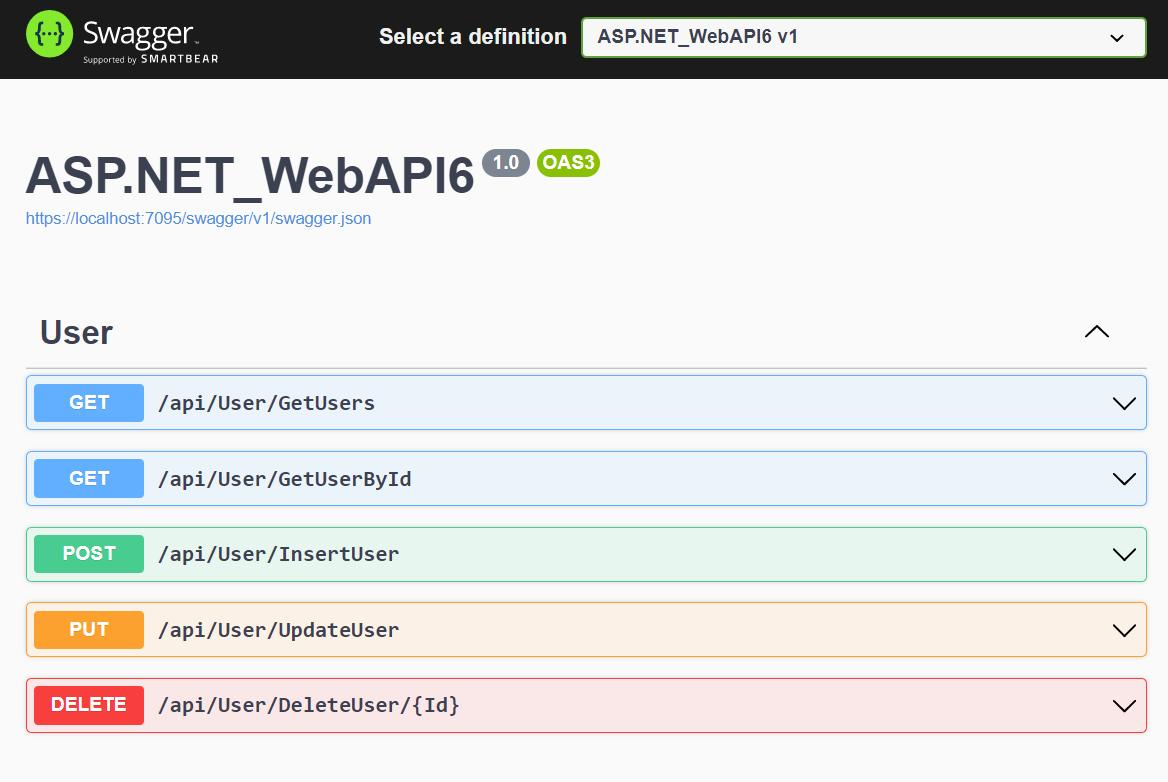 Swagger
Supported by SMARTBEAR
Select a definition
ASP.NET_WebAPI6 v1
ASP.NET_WebAPI6 1.0 OAS3
https://localhost:7095/swagger/v1/swagger.json
User
GET /api/User/GetUsers
GET /api/User/GetUserById
POST /api/User/InsertUser
PUT /api/User/UpdateUser
DELETE /api/User/DeleteUser/{Id}